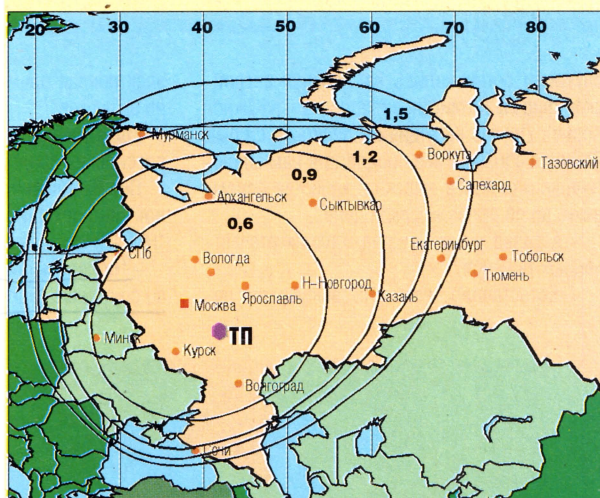 20 30 40 50 60 70 80
1,5
Мурманск
1,2
Воркута
Тазовский
0,9
Салехард
Архангельск
Сыктывкар
0,6
Екатеринбург
СПб
Вологда
Тобольск
Тюмень
Н-Новгород
Ярославль
Казань
Москва
ТП
Минск
Курск
Волгоград
Сочи